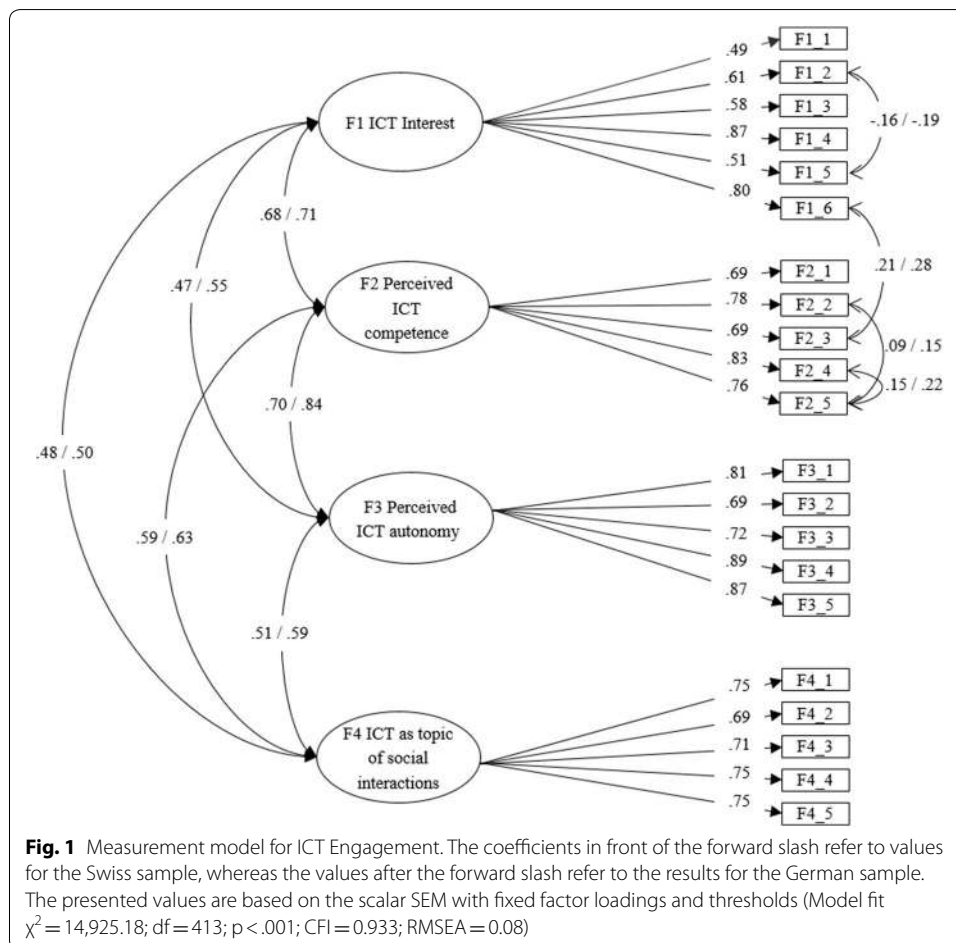 .49
F1_1
.61
F1_2
.58
F1_3
-.16 / -.19
F1 ICT Interest
.87
F1_4
.51
F1_5
.80
F1_6
.68 / .71
.21 / .28
.47 / .55
F2 Perceived
ICT
competence
.69
F2_1
.78
F2_2
.69
F2_3
.09 / .15
.83
F2_4
.15 / .22
.76
F2_5
.70 / .84
.48 / .50
.59 / .63
F3 Perceived
ICT autonomy
.81
F3_1
.69
F3_2
.72
F3_3
.89
F3_4
.87
F3_5
.51 / .59
F4 ICT as topic
of social
interactions
.75
F4_1
.69
F4_2
.71
F4_3
.75
F4_4
.75
F4_5
Fig. 1 Measurement model for ICT Engagement. The coefficients in front of the forward slash refer to values
for the Swiss sample, whereas the values after the forward slash refer to the results for the German sample.
The presented values are based on the scalar SEM with fixed factor loadings and thresholds (Model fit
χ² = 14,925.18; df = 413; p < .001; CFI = 0.933; RMSEA = 0.08)